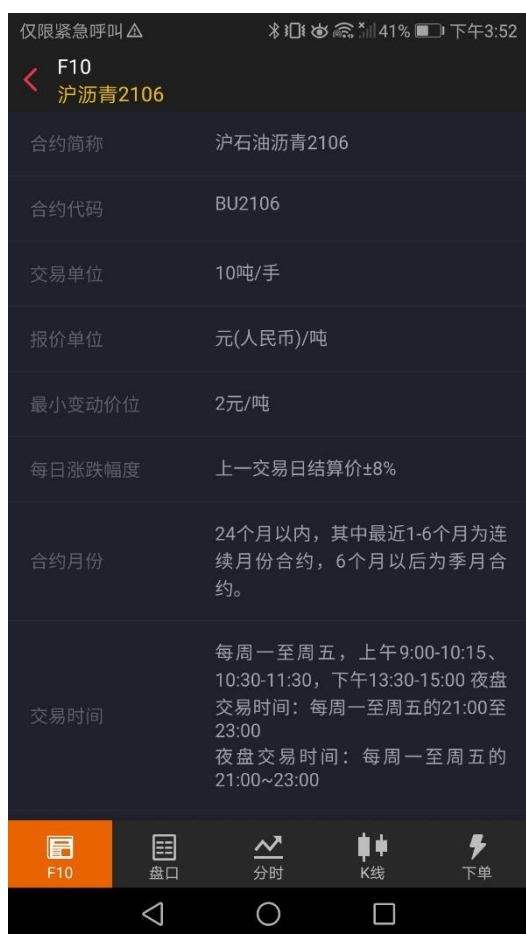 仅限紧急呼叫 41% 下午3:52
F10
沪沥青2106
合约简称 沪石油沥青2106
合约代码 BU2106
交易单位 10吨/手
报价单位 元(人民币)/吨
最小变动价位 2元/吨
每日涨跌幅度 上一交易日结算价±8%
合约月份
24个月以内，其中最近1-6个月为连
续月份合约，6个月以后为季月合
约。
交易时间
每周一至周五，上午9:00-10:15、
10:30-11:30，下午13:30-15:00 夜盘
交易时间：每周一至周五的21:00至
23:00
夜盘交易时间：每周一至周五的
21:00~23:00
F10 盘口 分时 K线 下单